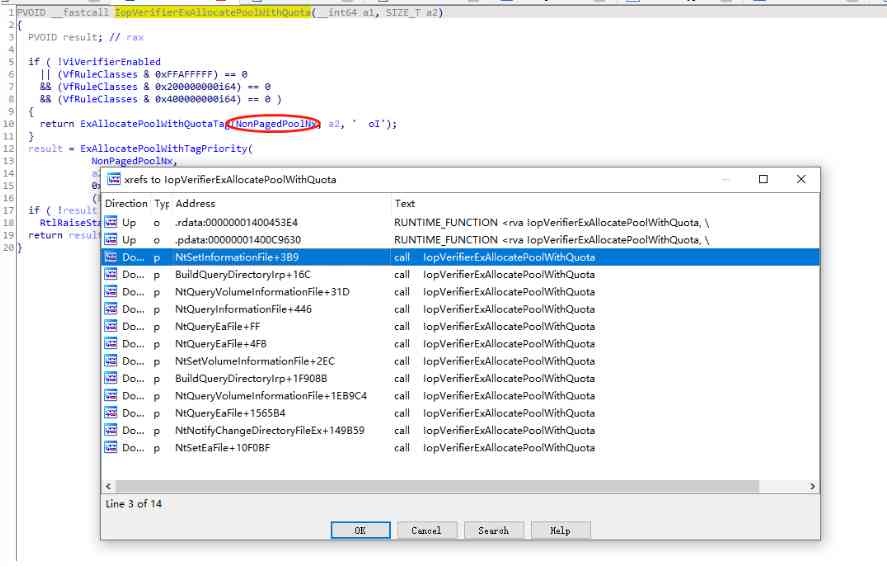 1 PVOID __fastcall IopVerifierExAllocatePoolWithQuota(__int64 a1, SIZE_T a2)
2 {
3 PVOID result; // rax
4
5 if ( !ViVerifierEnabled
6 || (VfRuleClasses & 0xFFAFFFFF) == 0
7 && (VfRuleClasses & 0x200000000i64) == 0
8 && (VfRuleClasses & 0x400000000i64) == 0 )
9 {
10 return ExAllocatePoolWithQuotaTag(NonPagedPoolNx, a2, ' oI');
11 }
12 result = ExAllocatePoolWithTagPriority(
13 NonPagedPoolNx,
14
15
16
17 if ( !result
18 RtlRaiseSta
19 return result
20 }
xrefs to IopVerifierExAllocatePoolWithQuota
Direction Typ Address Text
Up o .rdata:00000001400453E4 RUNTIME_FUNCTION <rva IopVerifierExAllocatePoolWithQuota, \
Up o .pdata:00000001400C9630 RUNTIME_FUNCTION <rva IopVerifierExAllocatePoolWithQuota, \
Do... p NtSetInformationFile+3B9 call IopVerifierExAllocatePoolWithQuota
Do... p BuildQueryDirectoryIrp+16C call IopVerifierExAllocatePoolWithQuota
Do... p NtQueryVolumeInformationFile+31D call IopVerifierExAllocatePoolWithQuota
Do... p NtQueryInformationFile+446 call IopVerifierExAllocatePoolWithQuota
Do... p NtQueryEaFile+FF call IopVerifierExAllocatePoolWithQuota
Do... p NtQueryEaFile+4FB call IopVerifierExAllocatePoolWithQuota
Do... p NtSetVolumeInformationFile+2EC call IopVerifierExAllocatePoolWithQuota
Do... p BuildQueryDirectoryIrp+1F908B call IopVerifierExAllocatePoolWithQuota
Do... p NtQueryVolumeInformationFile+1EB9C4 call IopVerifierExAllocatePoolWithQuota
Do... p NtQueryEaFile+1565B4 call IopVerifierExAllocatePoolWithQuota
Do... p NtNotifyChangeDirectoryFileEx+149B59 call IopVerifierExAllocatePoolWithQuota
Do... p NtSetEaFile+10F0BF call IopVerifierExAllocatePoolWithQuota
Line 3 of 14
OK Cancel Search Help